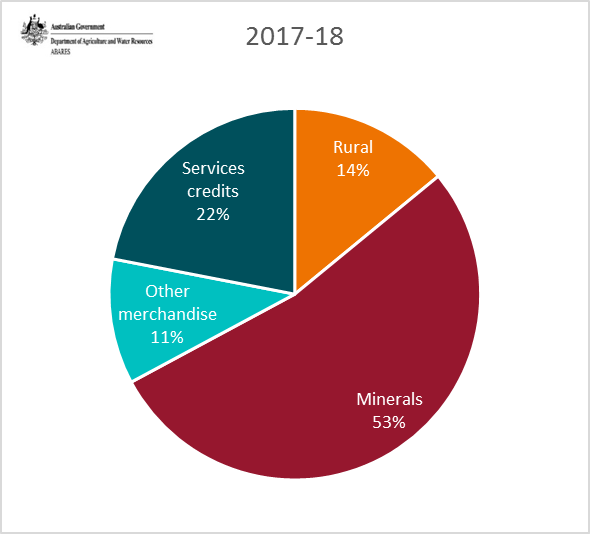 Australian Government
Department of Agriculture and Water Resources
ABARES
2017-18
Rural
14%
Services
credits
22%
Other
merchandise
11%
Minerals
53%